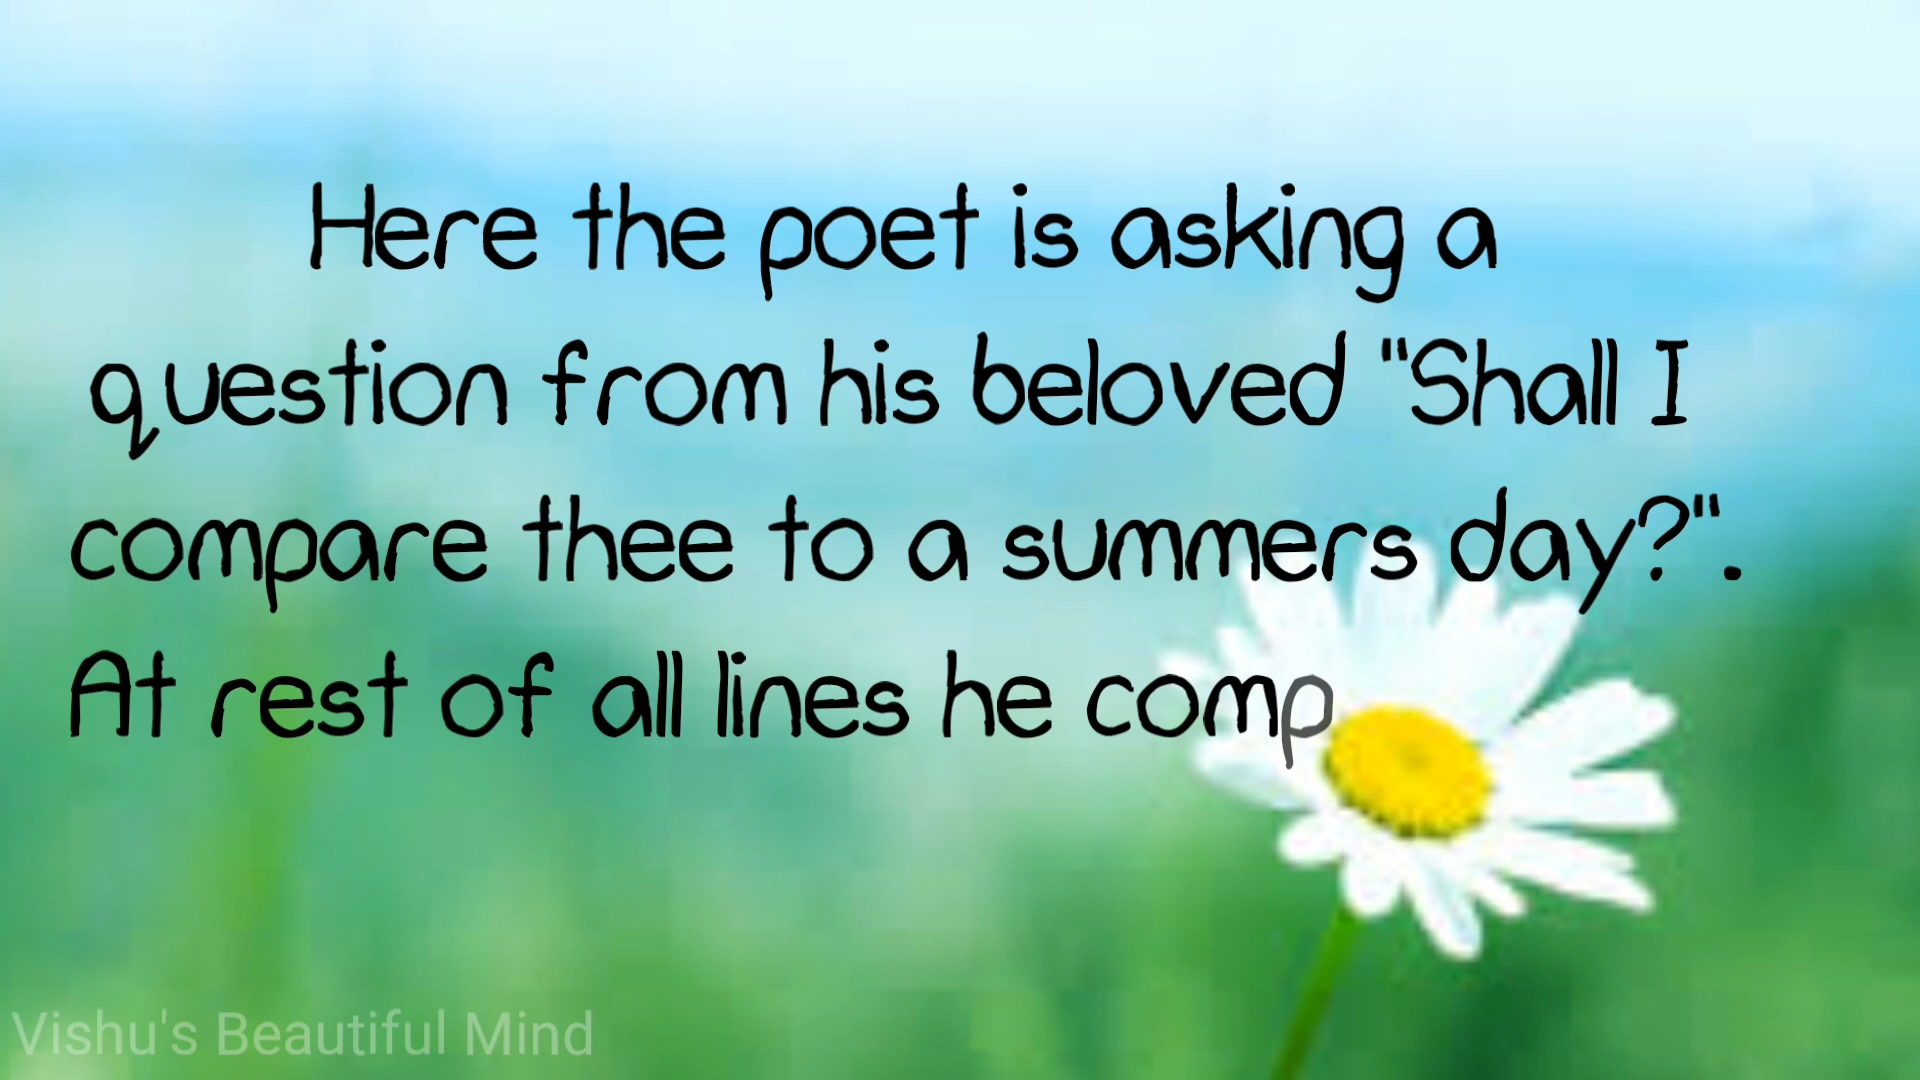 Here the poet is asking a
question from his beloved "Shall I
compare thee to a summers day?".
At rest of all lines he comp
Vishu's Beautiful Mind